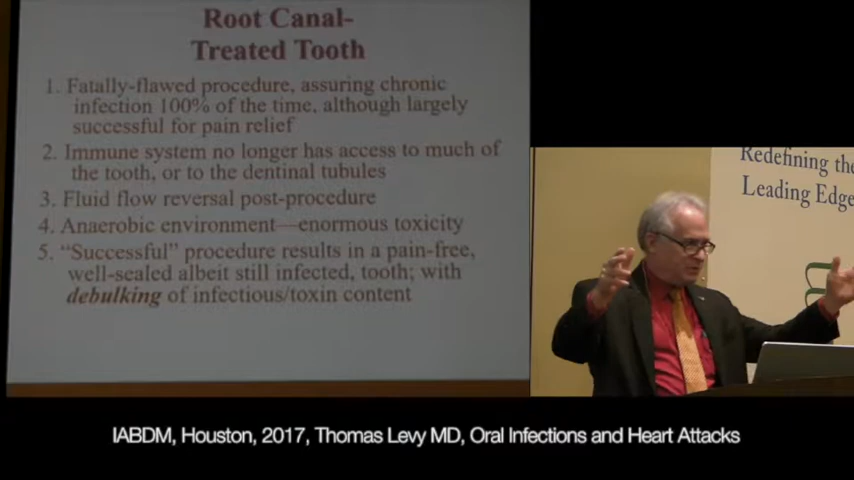 Root Canal-
Treated Tooth
1. Fatally-flawed procedure, assuring chronic
infection 100% of the time, although largely
successful for pain relief
2. Immune system no longer has access to much of
the tooth, or to the dentinal tubules
3. Fluid flow reversal post-procedure
4. Anaerobic environment—enormous toxicity
5. "Successful" procedure results in a pain-free,
well-sealed albeit still infected, tooth; with
debulking of infectious/toxin content
Redefining the
Leading Edge
IABDM, Houston, 2017, Thomas Levy MD, Oral Infections and Heart Attacks